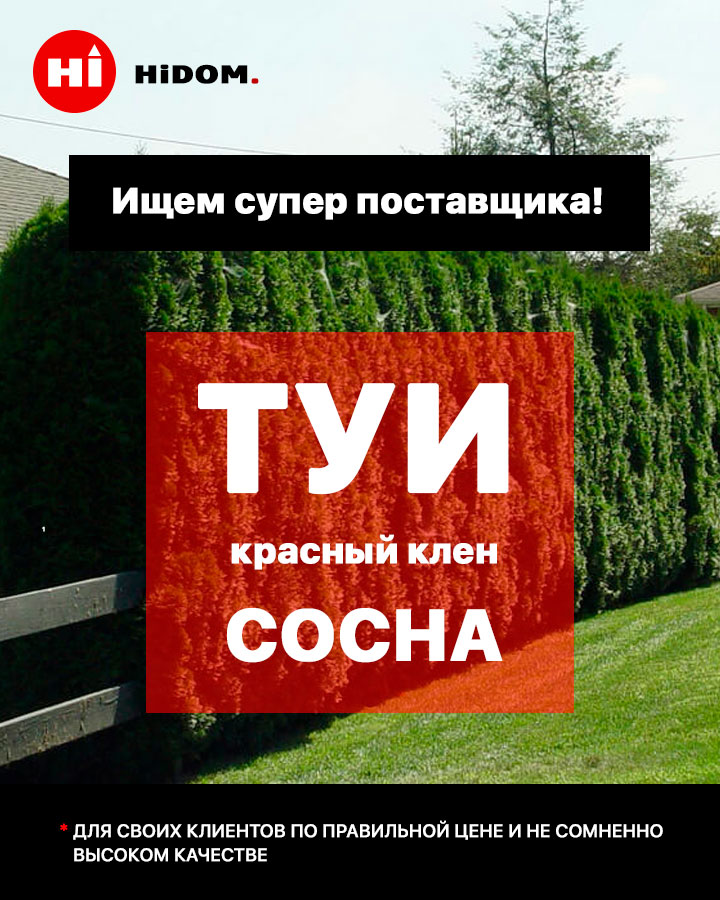 Hi HiDOM.
Ищем супер поставщика!
ТУИ
1
красный клен
СОСНА
* ДЛЯ СВОИХ КЛИЕНТОВ ПО ПРАВИЛЬНОЙ ЦЕНЕ И НЕ СОМНЕННО
ВЫСОКОМ КАЧЕСТВЕ